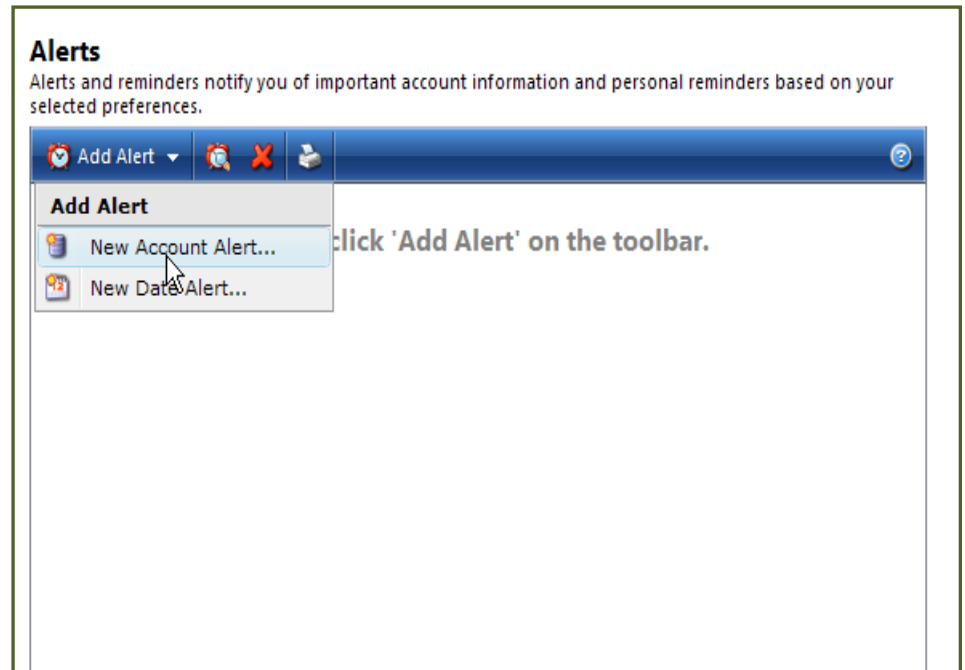 Alerts
Alerts and reminders notify you of important account information and personal reminders based on your
selected preferences.
Add Alert
Add Alert
New Account Alert...
click 'Add Alert' on the toolbar.
New Date Alert...